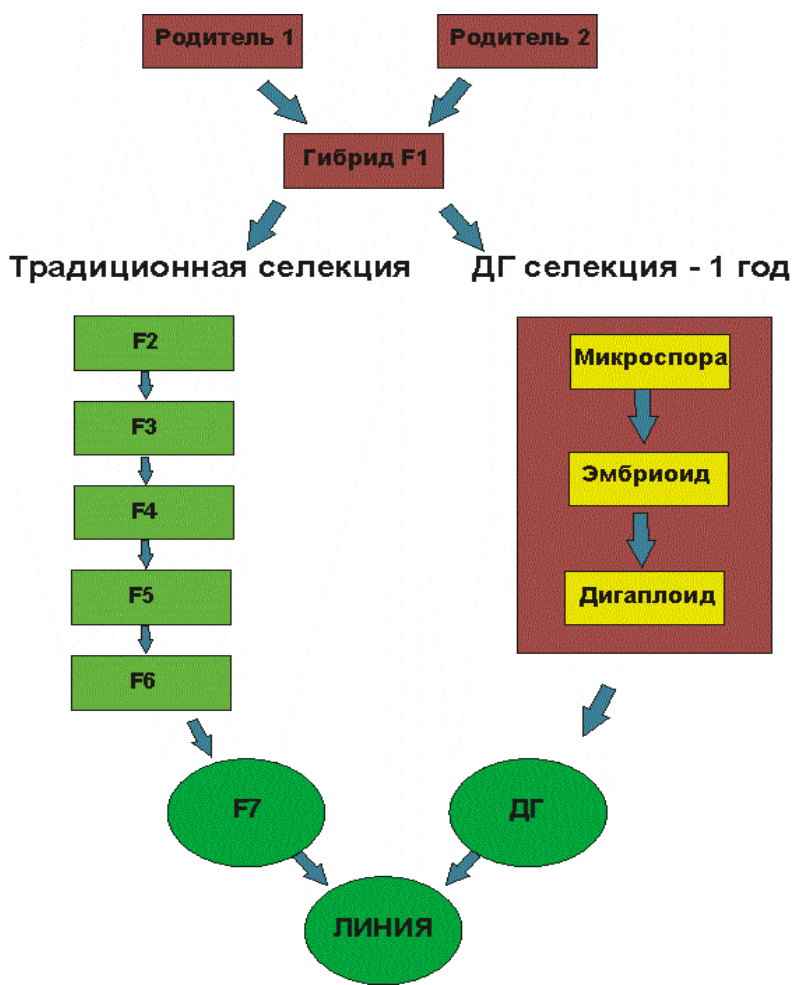 Родитель 1
Родитель 2
Гибрид F1
Традиционная селекция
ДГ селекция - 1 год
F2
F3
F4
F5
F6
Микроспора
Эмбриоид
Дигаплоид
F7
ДГ
ЛИНИЯ